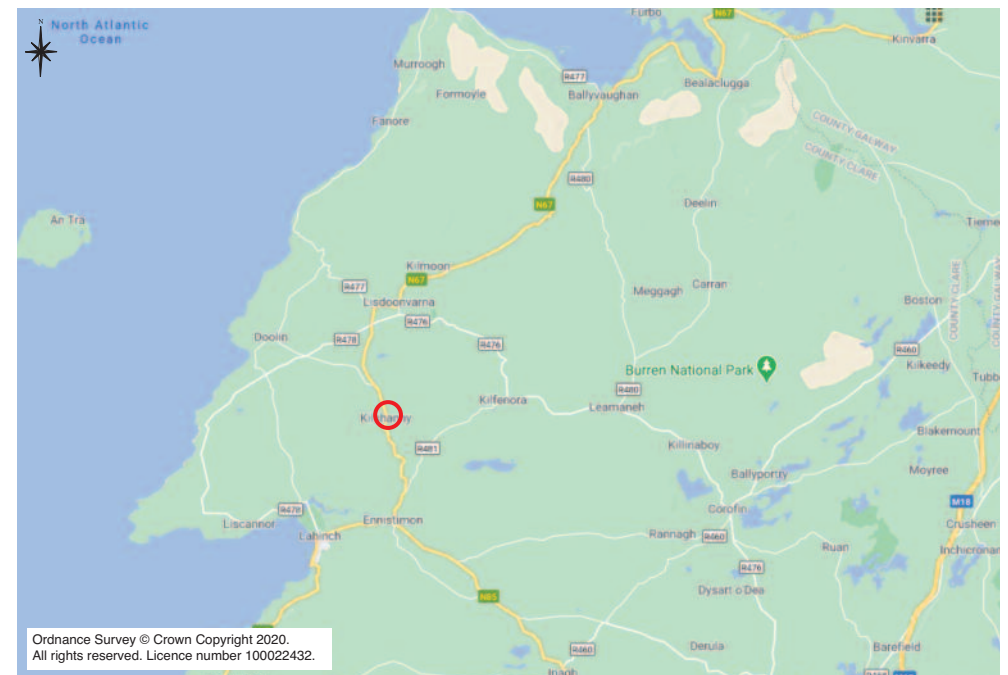 N
North Atlantic
Ocean
Furbo
N67
Kinvarra
Murroogh
R477
Bealaclugga
Formoyle
Ballyvaughan
Fanore
COUNTY GALWAY
COUNTY CLARE
R480
Deelin
N67
An Tra
Kilmoon
N67
R477
Meggagh
Carran
Lisdoonvarna
Boston
COUNTY CLARE
R476
Doolin
R478
R476
R460
Kilkeedy
Burren National Park
R480
Kilfenora
Leamaneh
Blakemount
Killinaboy
R481
Ballyportry
Moyree
M18
R478
Corofin
Liscannor
Ennistimon
Crusheen
Lahinch
Rannagh
R460
Ruan
R476
Dysart o Dea
N85
Ordnance Survey © Crown Copyright 2020.
All rights reserved. Licence number 100022432.
R460
Derula
Barefield